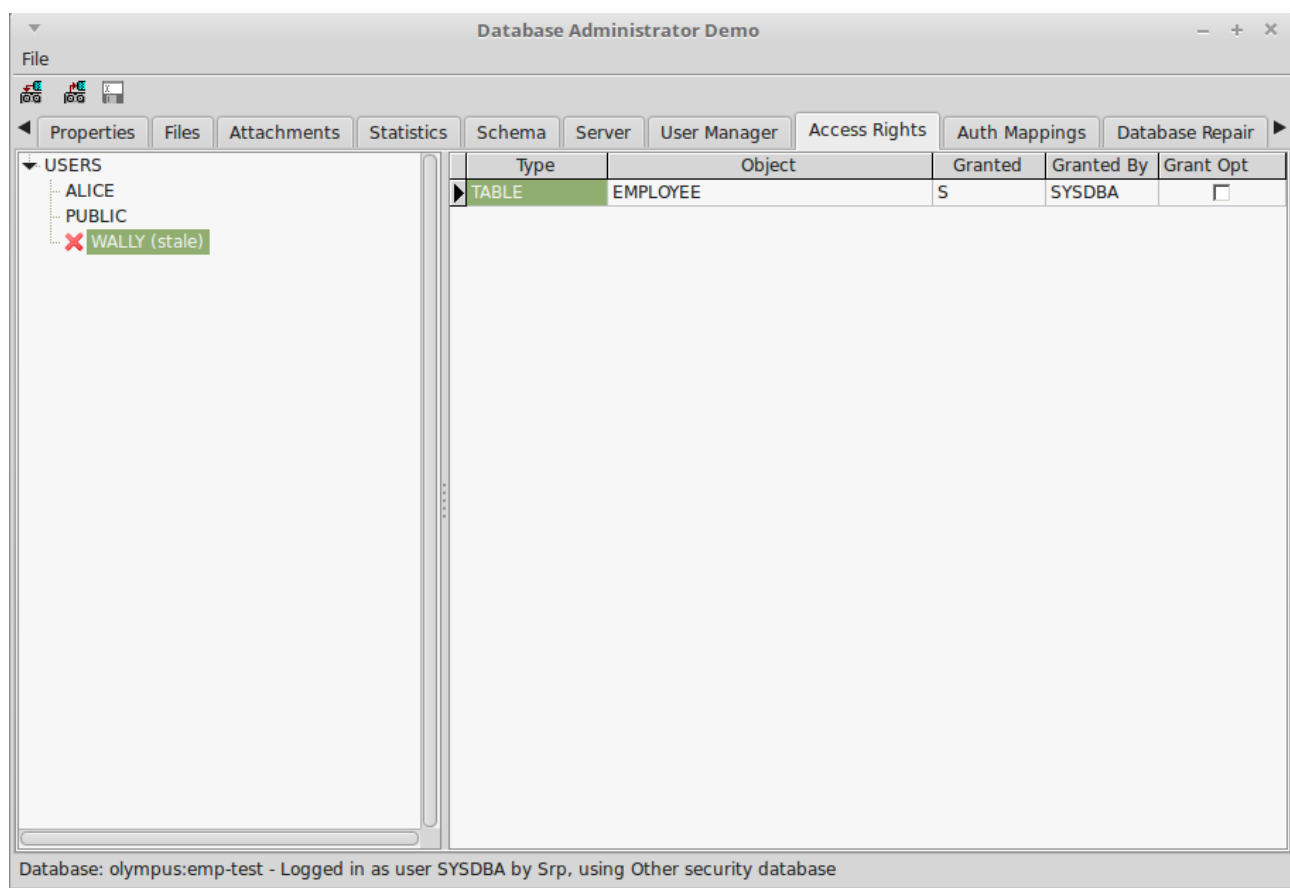 Database Administrator Demo
File
Properties Files Attachments Statistics Schema Server User Manager Access Rights Auth Mappings Database Repair
USERS
ALICE
PUBLIC
WALLY (stale)
Type Object Granted Granted By Grant Opt
TABLE EMPLOYEE S SYSDBA
Database: olympus:emp-test - Logged in as user SYSDBA by Srp, using Other security database